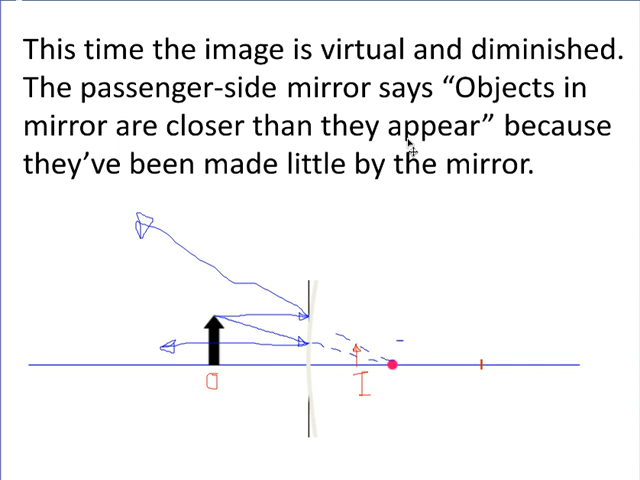 This time the image is virtual and diminished.
The passenger-side mirror says “Objects in
mirror are closer than they appear” because
they’ve been made little by the mirror.
O
I